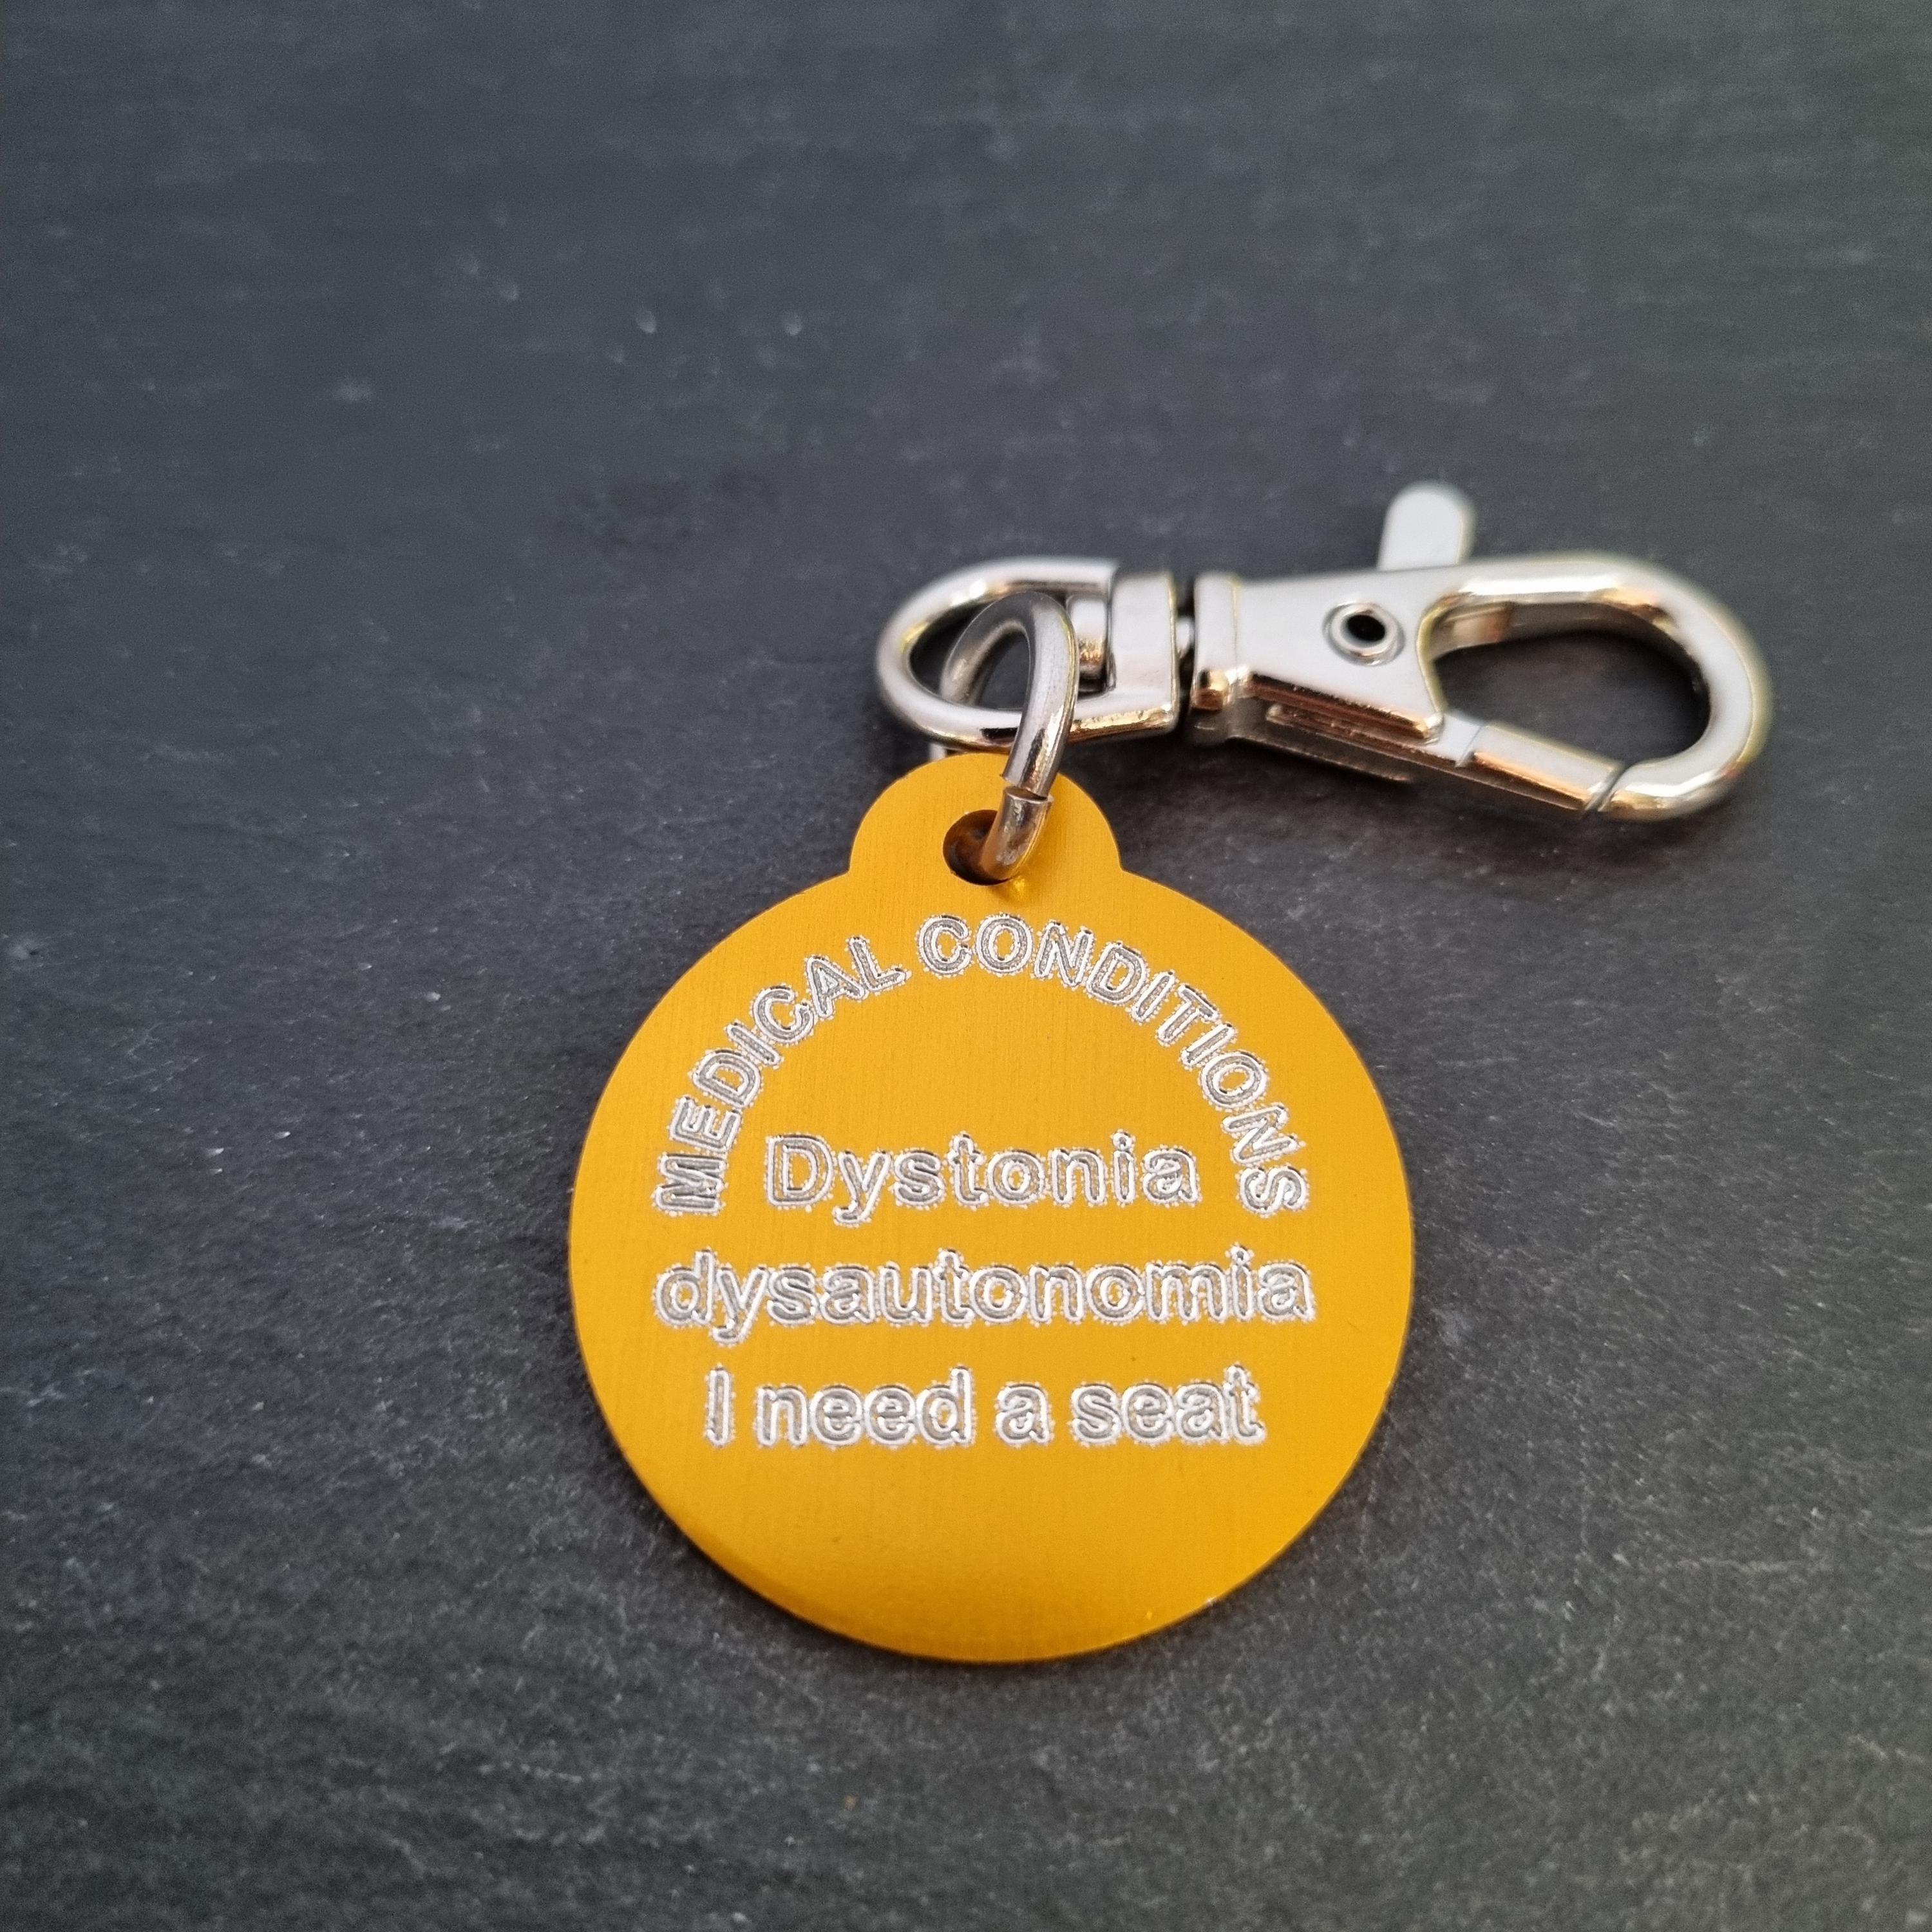 MEDICAL CONDITIONS
Dystonia
dysautonomia
I need a seat